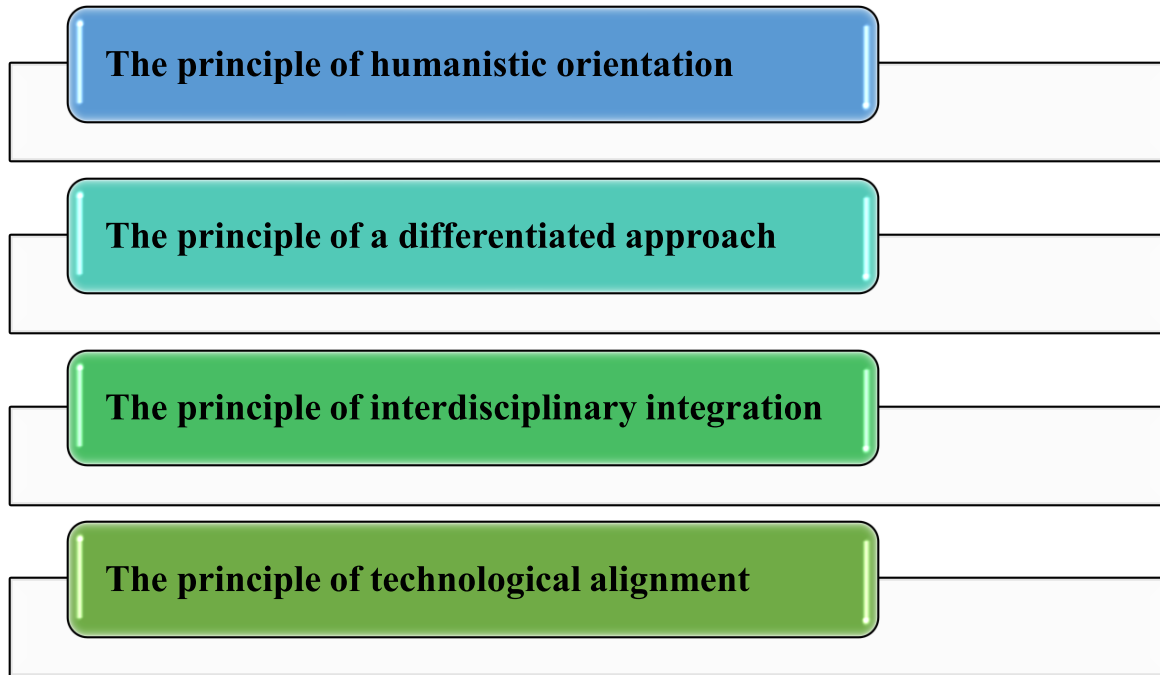 The principle of humanistic orientation
The principle of a differentiated approach
The principle of interdisciplinary integration
The principle of technological alignment